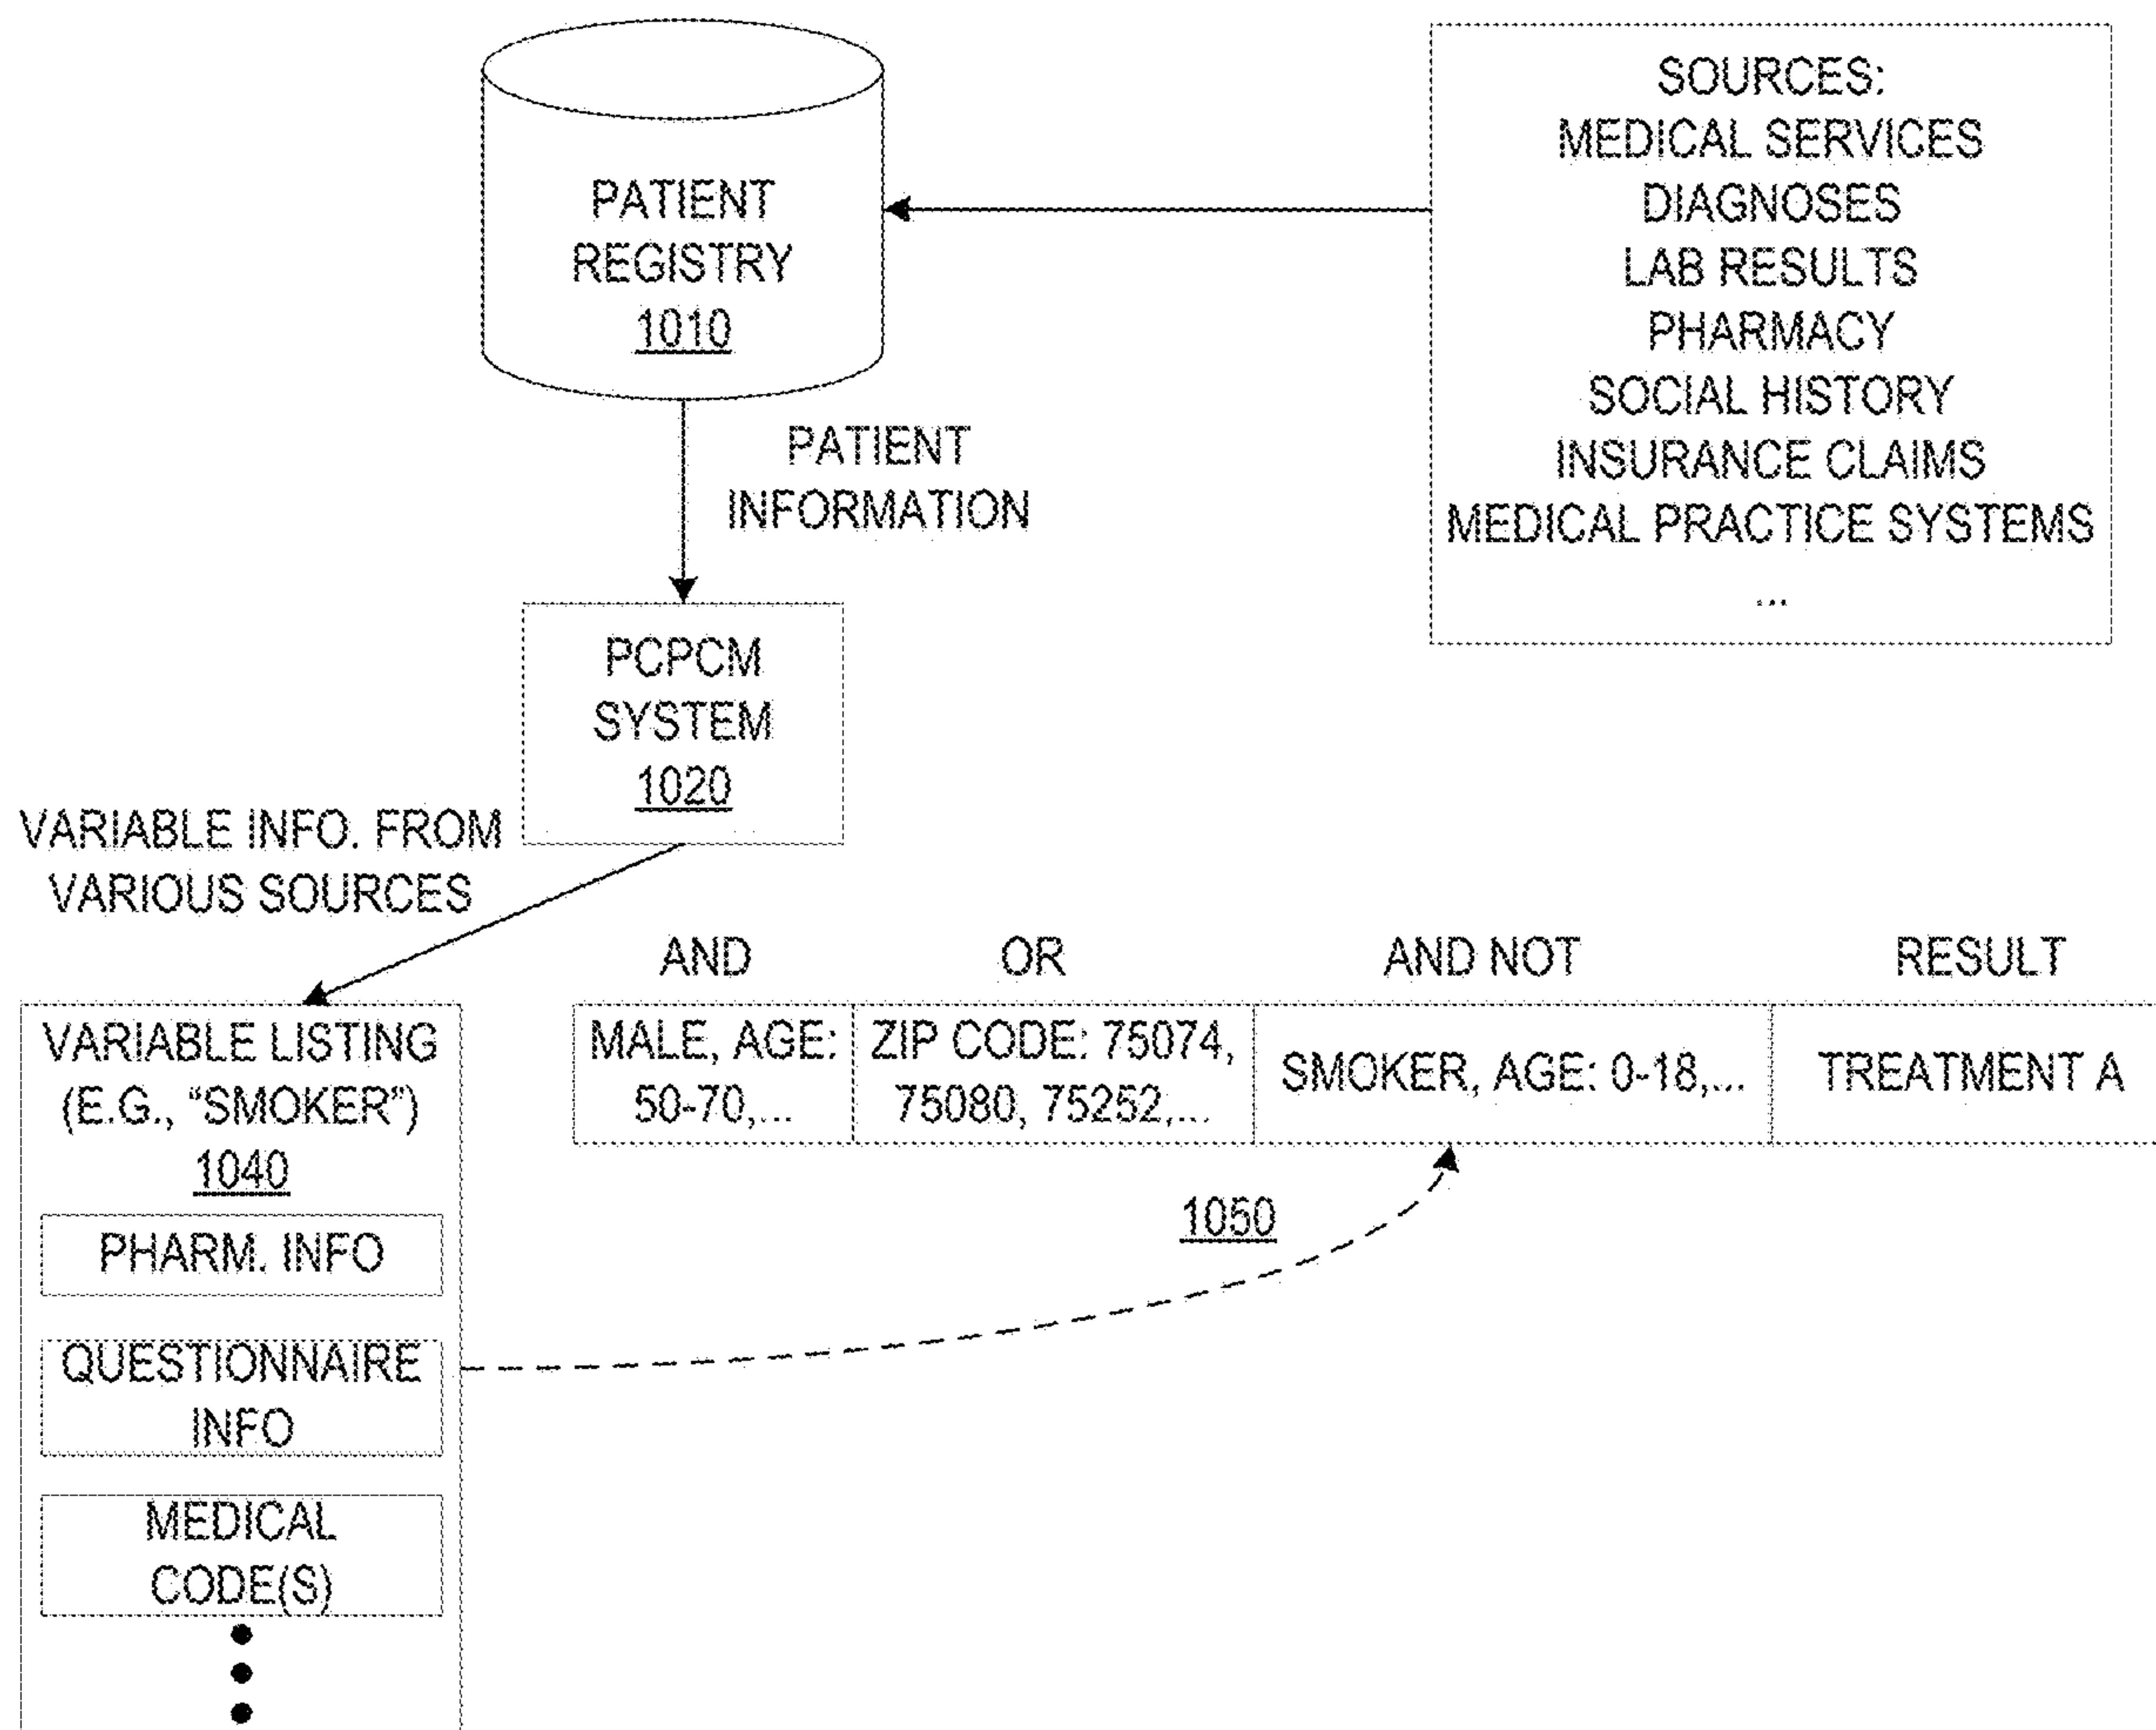 PATIENT
REGISTRY
1010
SOURCES:
MEDICAL SERVICES
DIAGNOSES
LAB RESULTS
PHARMACY
SOCIAL HISTORY
INSURANCE CLAIMS
MEDICAL PRACTICE SYSTEMS
...
PATIENT
INFORMATION
PCPCM
SYSTEM
1020
VARIABLE INFO. FROM
VARIOUS SOURCES
AND
OR
AND NOT
RESULT
MALE, AGE:
50-70,...
ZIP CODE: 75074,
75080, 75252,...
SMOKER, AGE: 0-18,...
TREATMENT A
1050
VARIABLE LISTING
(E.G., “SMOKER”)
1040
PHARM. INFO
QUESTIONNAIRE
INFO
MEDICAL
CODE(S)